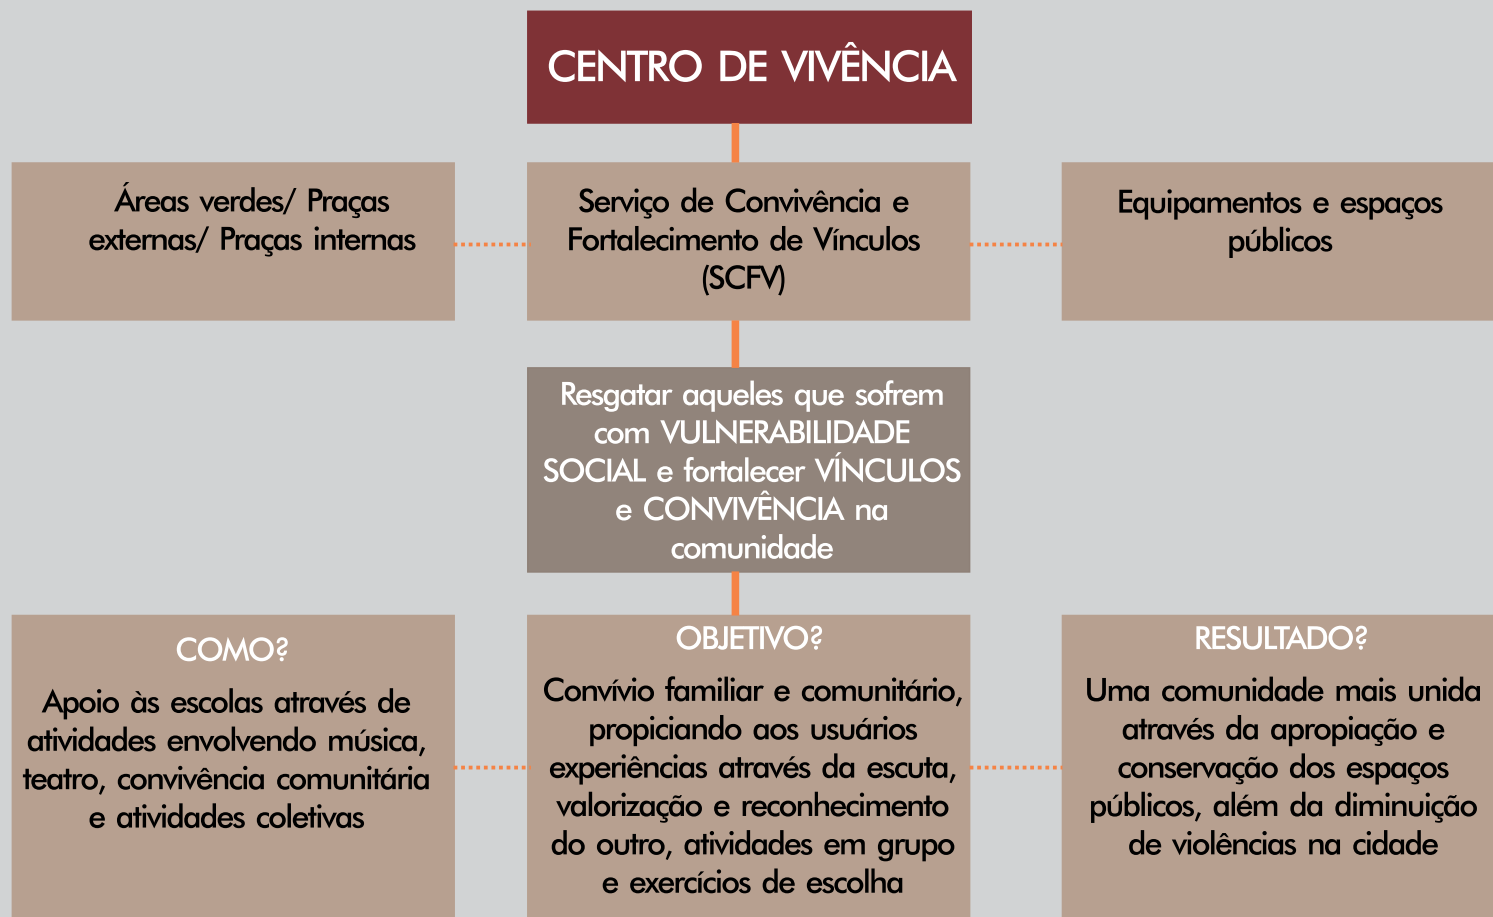 CENTRO DE VIVÊNCIA
Áreas verdes/ Praças
externas/ Praças internas
Serviço de Convivência e
Fortalecimento de Vínculos
(SCFV)
Equipamentos e espaços
públicos
Resgatar aqueles que sofrem
com VULNERABILIDADE
SOCIAL e fortalecer VÍNCULOS
e CONVIVÊNCIA na
comunidade
COMO?
Apoio às escolas através de
atividades envolvendo música,
teatro, convivência comunitária
e atividades coletivas
OBJETIVO?
Convívio familiar e comunitário,
propiciando aos usuários
experiências através da escuta,
valorização e reconhecimento
do outro, atividades em grupo
e exercícios de escolha
RESULTADO?
Uma comunidade mais unida
através da apropiação e
conservação dos espaços
públicos, além da diminuição
de violências na cidade